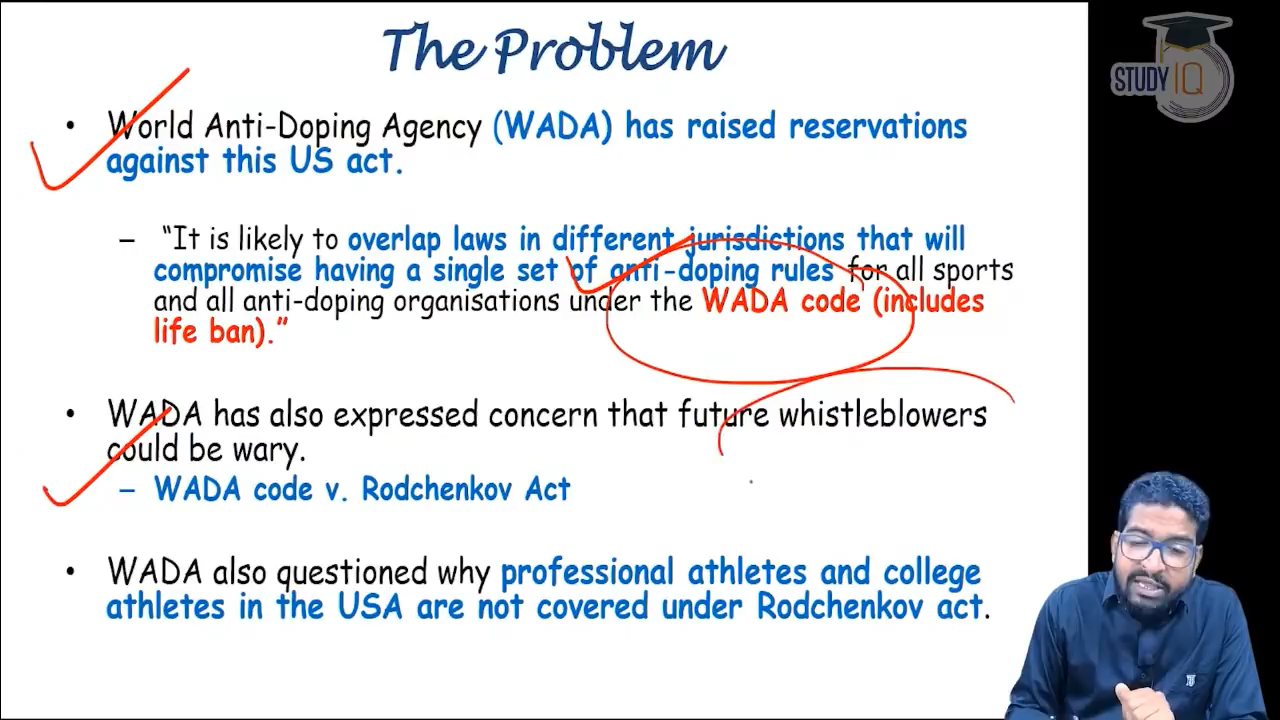 The Problem
STUDY IQ
• World Anti-Doping Agency (WADA) has raised reservations
against this US act.
– “It is likely to overlap laws in different jurisdictions that will
compromise having a single set of anti-doping rules for all sports
and all anti-doping organisations under the WADA code (includes
life ban).”
• WADA has also expressed concern that future whistleblowers
could be wary.
– WADA code v. Rodchenkov Act
• WADA also questioned why professional athletes and college
athletes in the USA are not covered under Rodchenkov act.